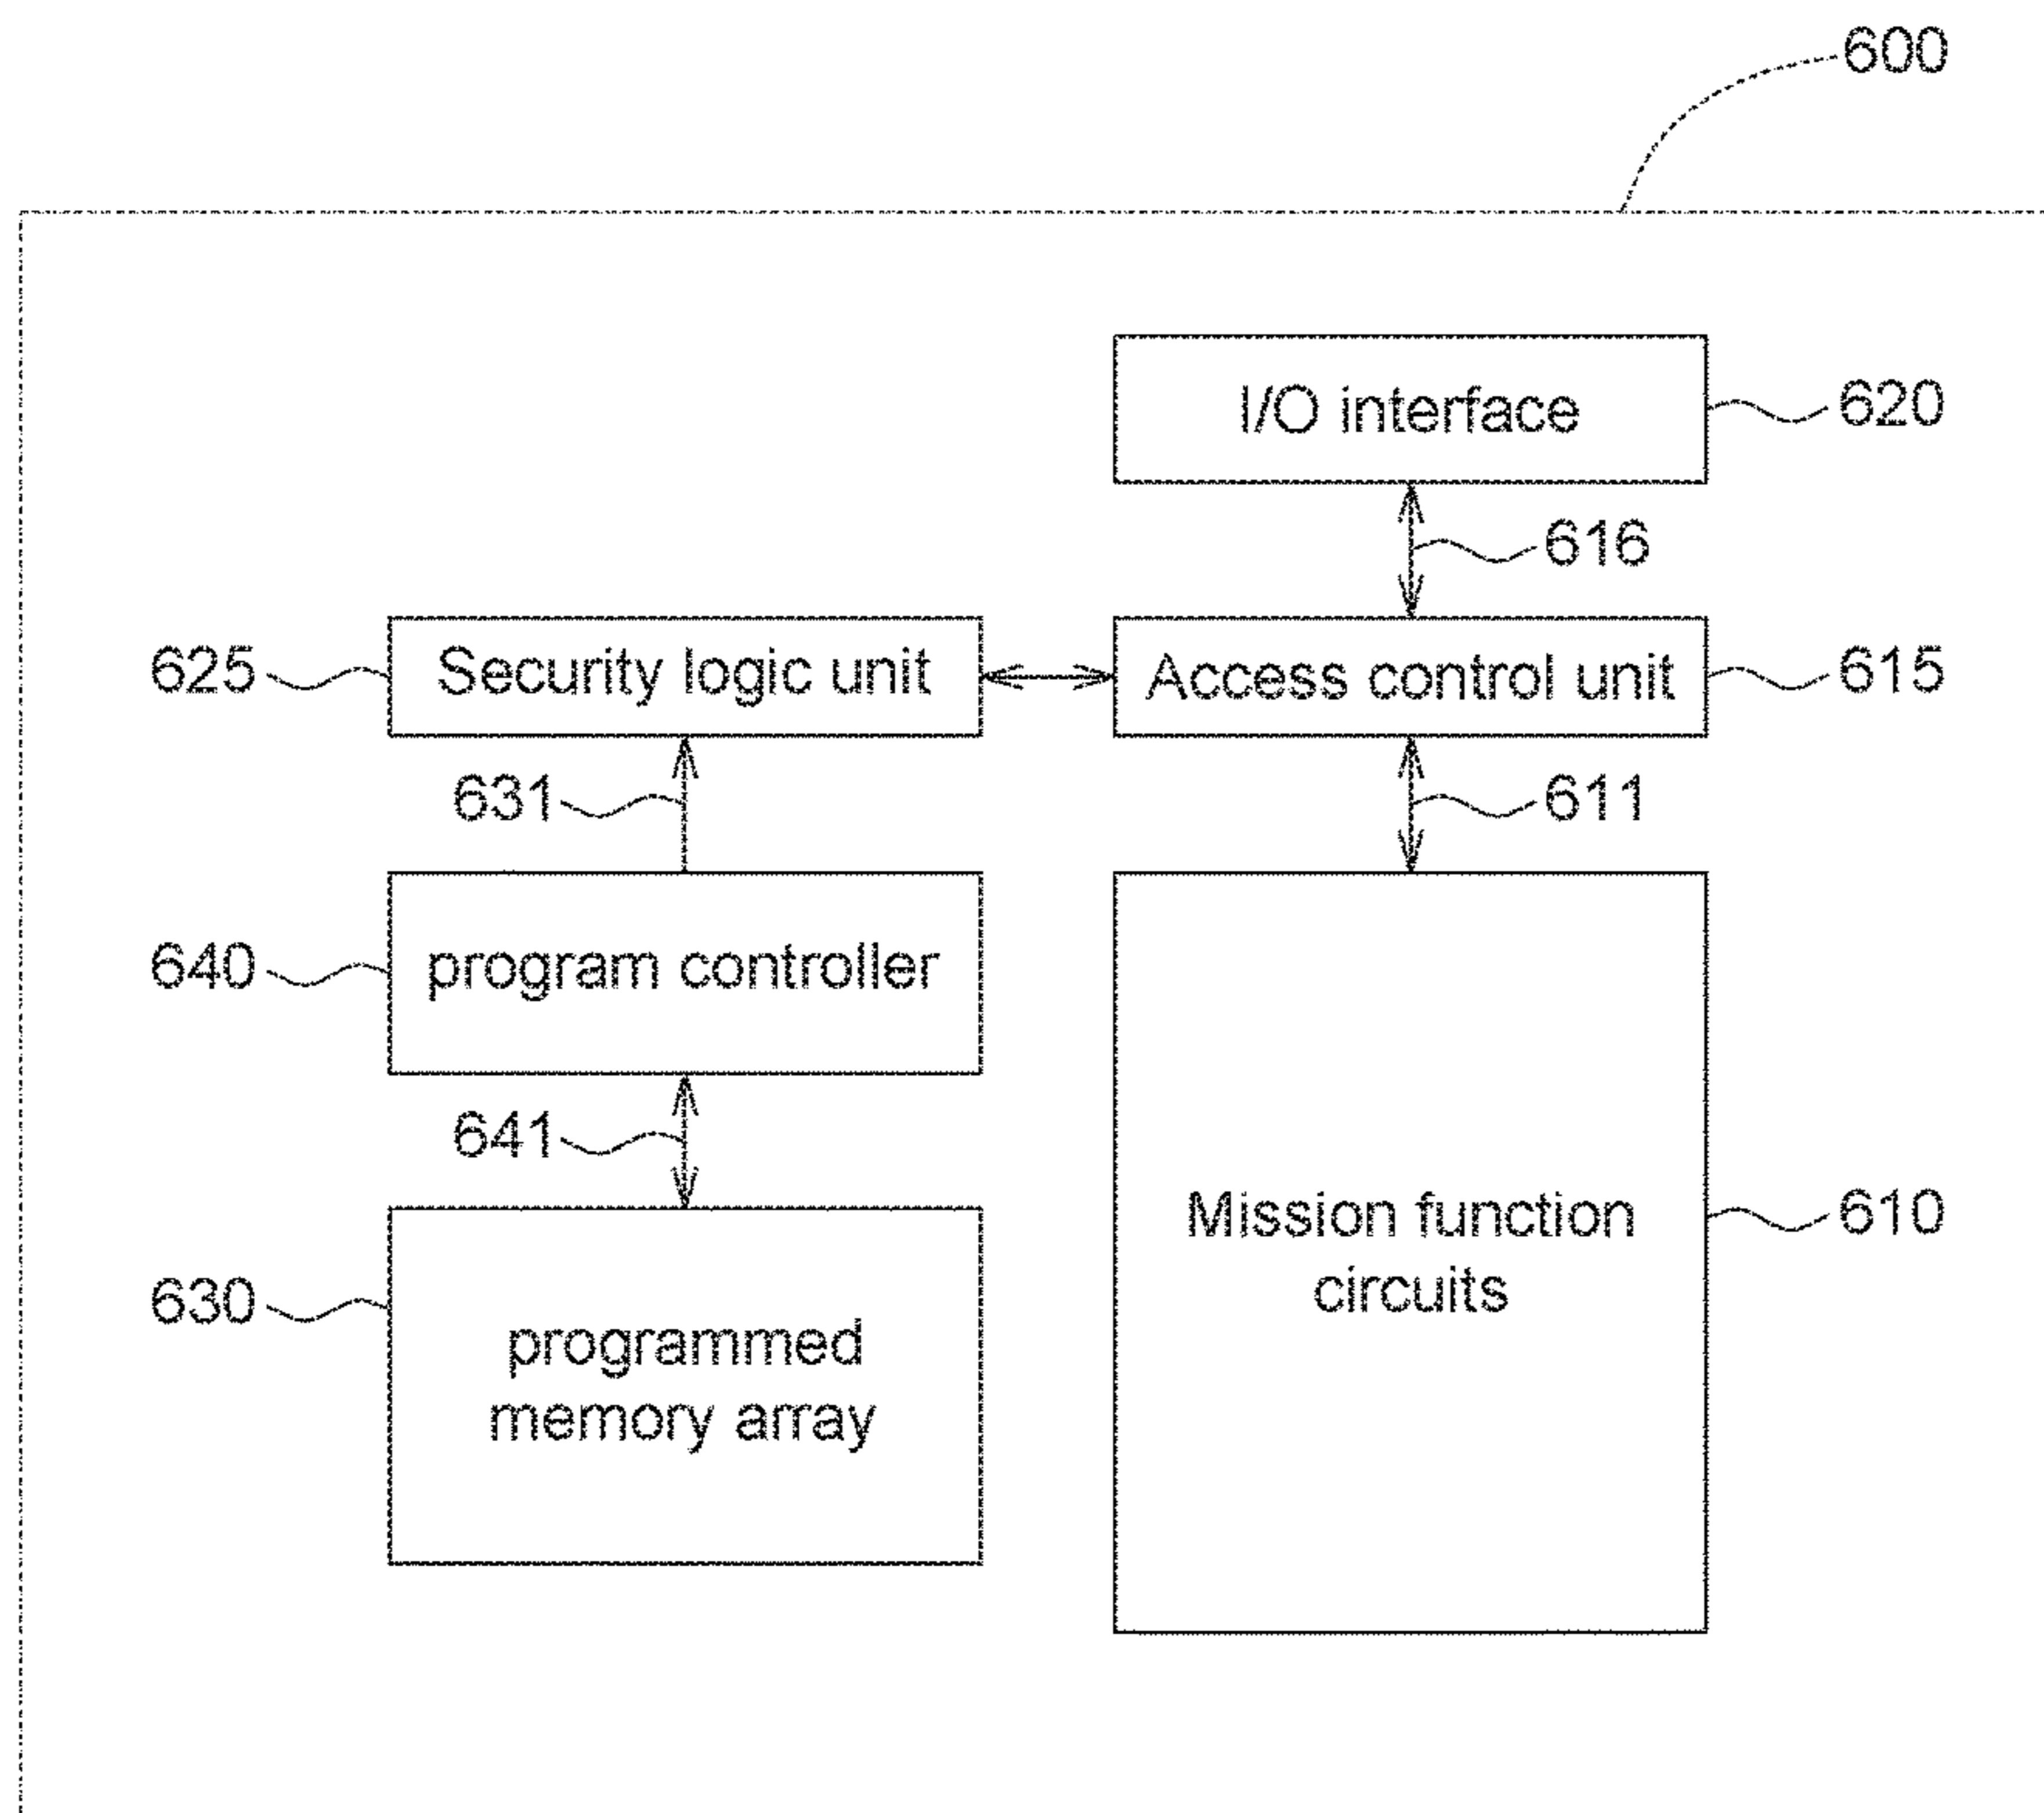 600
I/O interface
620
616
625
Security logic unit
Access control unit
615
631
611
640
program controller
641
Mission function
circuits
610
630
programmed
memory array